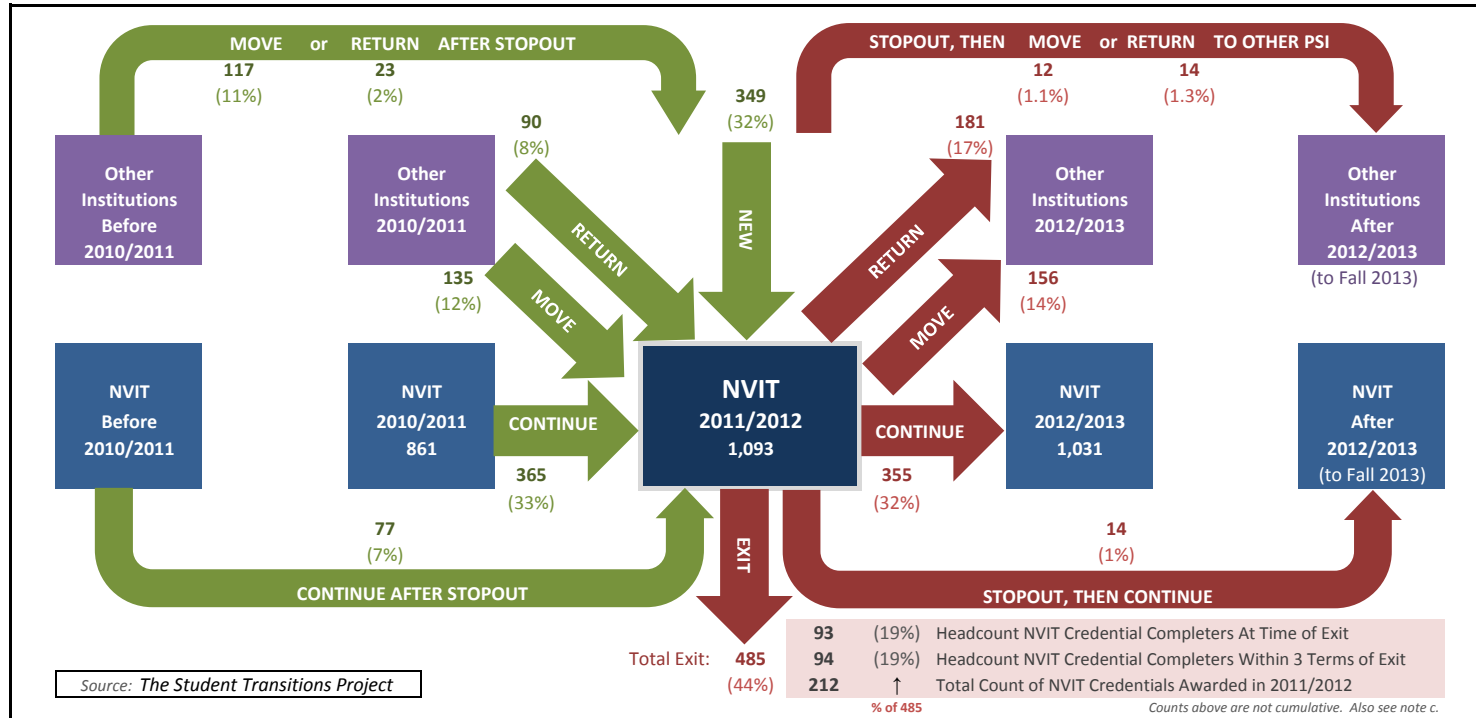 MOVE or RETURN AFTER STOPOUT
117 23
(11%) (2%)
STOPOUT, THEN MOVE or RETURN TO OTHER PSI
12 14
(1.1%) (1.3%)
349
(32%)
90
(8%)
181
(17%)
Other
Institutions
Before
2010/2011
Other
Institutions
2010/2011
Other
Institutions
2012/2013
Other
Institutions
After
2012/2013
(to Fall 2013)
RETURN
NEW
RETURN
135
(12%)
MOVE
MOVE
156
(14%)
NVIT
Before
2010/2011
NVIT
2010/2011
861
CONTINUE
365
(33%)
NVIT
2011/2012
1,093
CONTINUE
355
(32%)
NVIT
2012/2013
1,031
NVIT
After
2012/2013
(to Fall 2013)
77
(7%)
CONTINUE AFTER STOPOUT
EXIT
14
(1%)
STOPOUT, THEN CONTINUE
Total Exit: 485
(44%)
93 (19%) Headcount NVIT Credential Completers At Time of Exit
94 (19%) Headcount NVIT Credential Completers Within 3 Terms of Exit
212 ↑ Total Count of NVIT Credentials Awarded in 2011/2012
% of 485 Counts above are not cumulative. Also see note c.
Source: The Student Transitions Project